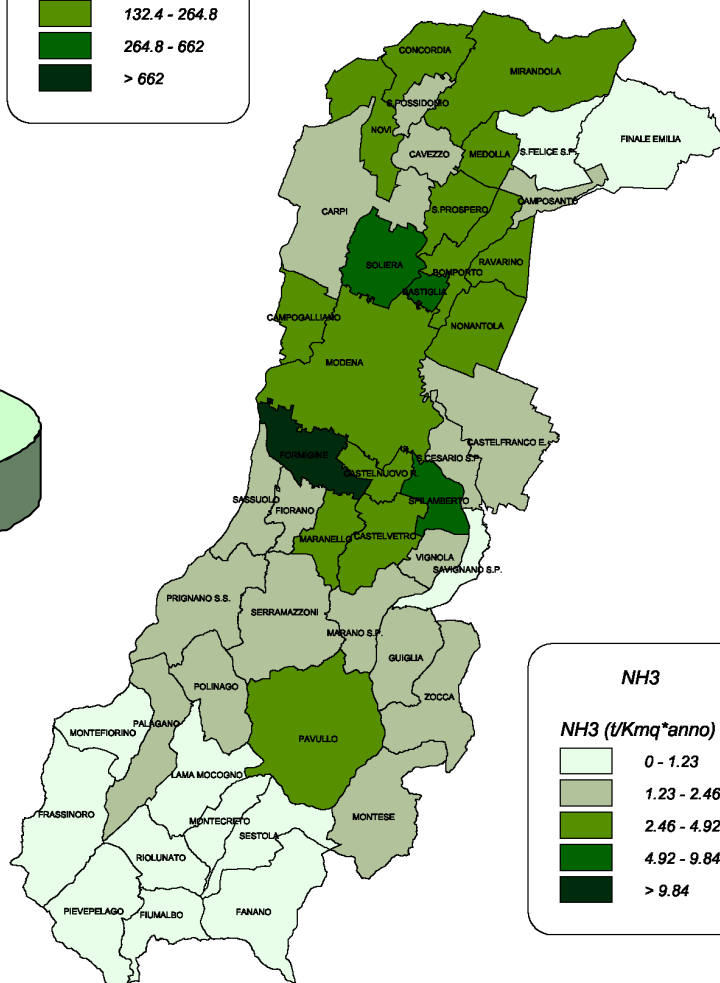 132.4 - 264.8
264.8 - 662
> 662
CONCORDIA
MIRANDOLA
S.POSSIDONIO
NOVI
FINALE EMILIA
CAVEZZO
MEDOLLA
S.FELICE S.P.
CAMPOSANTO
CARPI
S.PROSPERO
SOLIERA
RAVARINO
BOMPORTO
BASTIGLIA
CAMPOGALLIANO
NONANTOLA
MODENA
CASTELFRANCO E.
FORMIGINE
S.CESARIO S.P.
CASTELNUOVO R.
SASSUOLO
SPILAMBERTO
FIORANO
MARANELLO
CASTELVETRO
VIGNOLA
SAVIGNANO S.P.
PRIGNANO S.S.
SERRAMAZZONI
MARANO S.P.
GUIGLIA
POLINAGO
ZOCCA
PALAGANO
MONTEFIORINO
PAVULLO
LAMA MOCOGNO
FRASSINORO
MONTECRETO
MONTESE
SESTOLA
RIOLUNATO
PIEVEPELAGO
FIUMALBO
FANANO
NH3
NH3 (t/Kmq*anno)
0 - 1.23
1.23 - 2.46
2.46 - 4.92
4.92 - 9.84
> 9.84